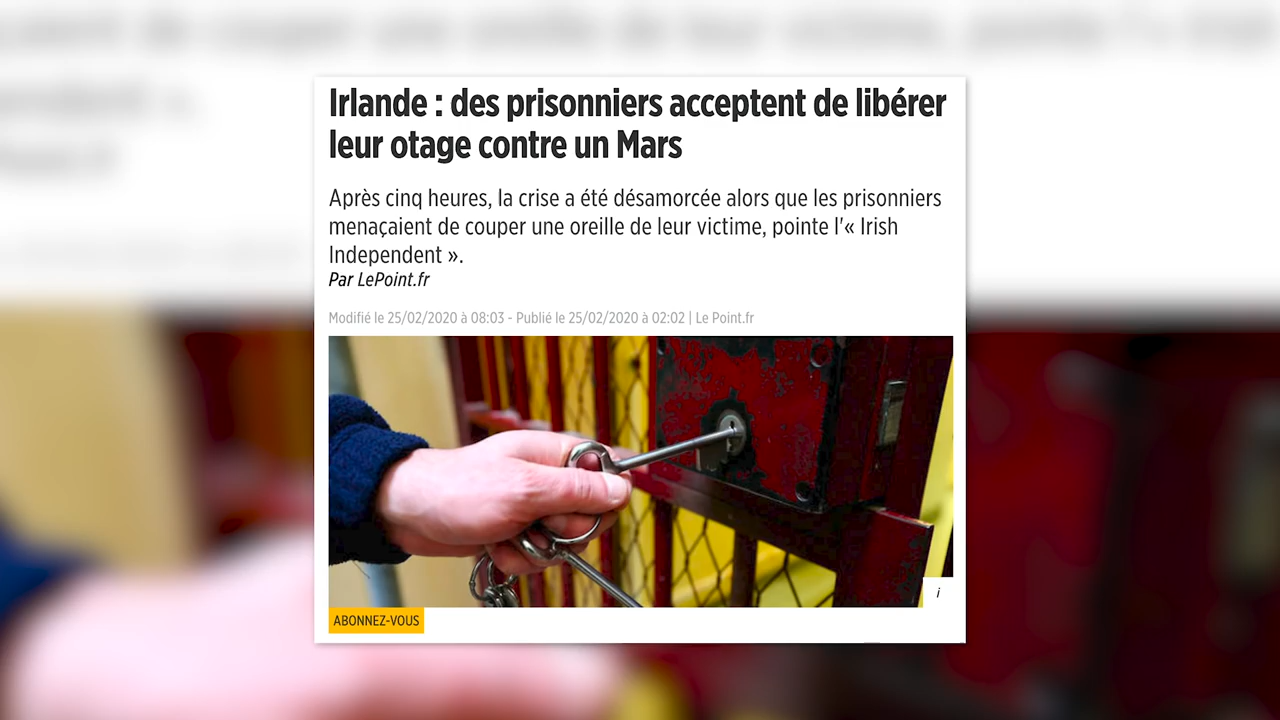 Irlande : des prisonniers acceptent de libérer
leur otage contre un Mars
Après cinq heures, la crise a été désamorcée alors que les prisonniers
menaçaient de couper une oreille de leur victime, pointe l'« Irish
Independent ».
Par LePoint.fr
Modifié le 25/02/2020 à 08:03 - Publié le 25/02/2020 à 02:02 | Le Point.fr
i
ABONNEZ-VOUS